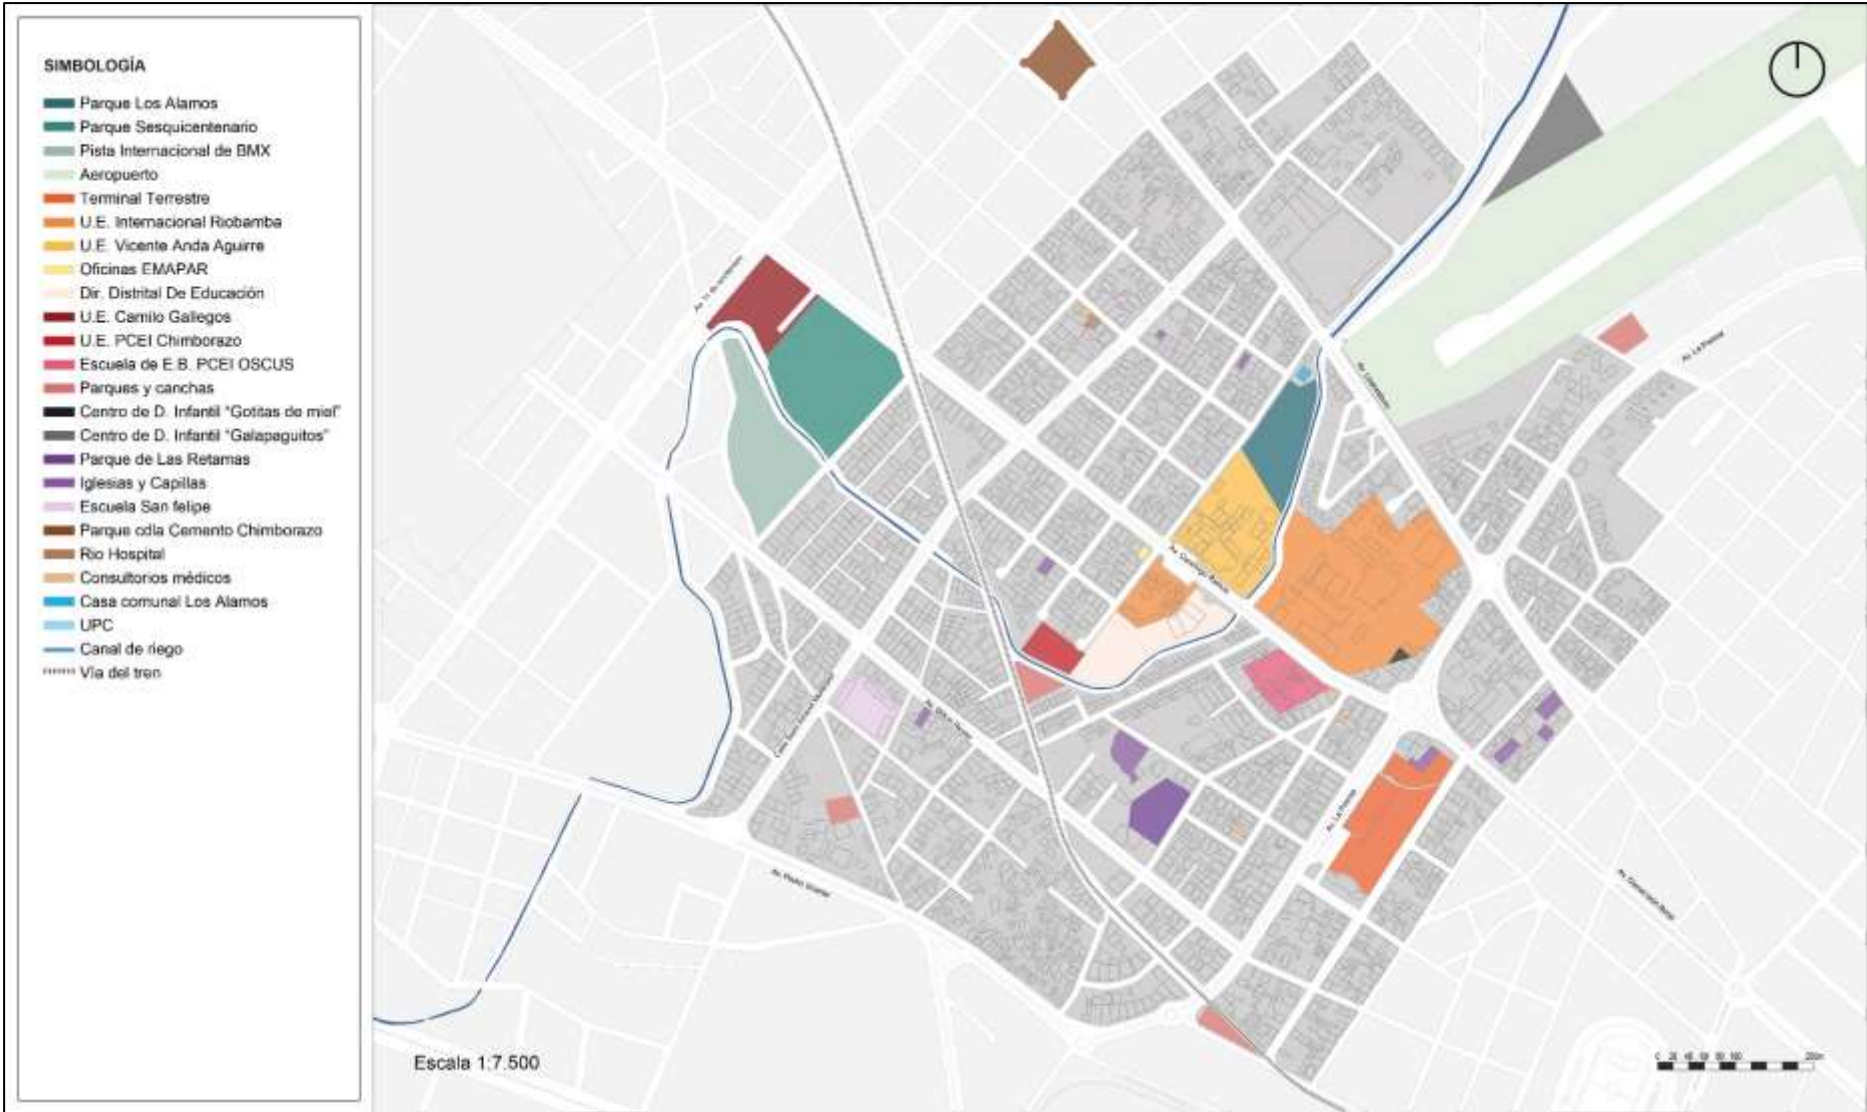 SIMBOLOGÍA
Parque Los Alamos
Parque Sesquicentenario
Pista Internacional de BMX
Aeropuerto
Terminal Terrestre
U.E. Internacional Riobamba
U.E. Vicente Anda Aguirre
Oficinas EMAPAR
Dir. Distrital De Educación
U.E. Camilo Gallegos
U.E. PCEI Chimborazo
Escuela de E.B. PCEI OSCUS
Parques y canchas
Centro de D. Infantil "Gotitas de miel"
Centro de D. Infantil "Galapaguitos"
Parque de Las Retamas
Iglesias y Capillas
Escuela San felipe
Parque cdla Cemento Chimborazo
Rio Hospital
Consultorios médicos
Casa comunal Los Alamos
UPC
Canal de riego
Vía del tren
Av. La Prensa
Av. La Prensa
Escala 1:7.500